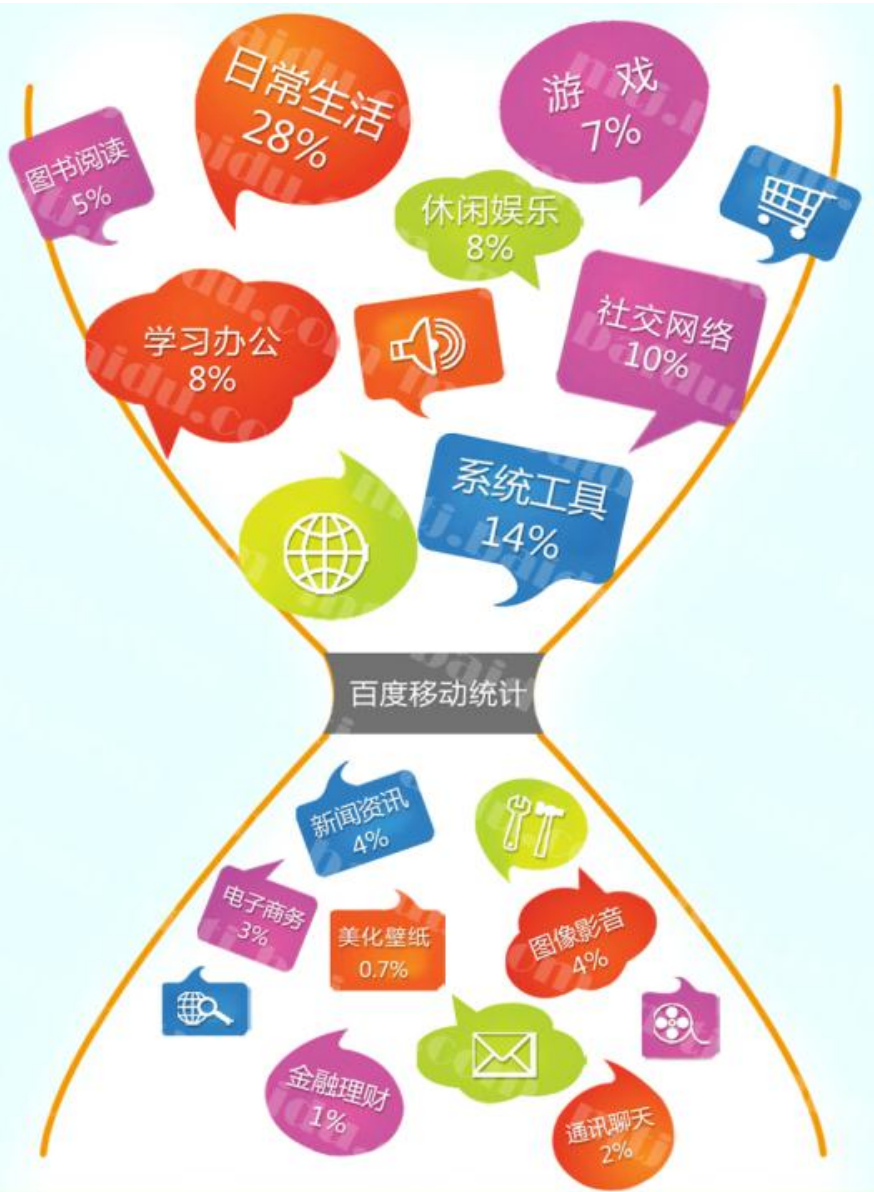 日常生活
28%
游 戏
7%
图书阅读
5%
休闲娱乐
8%
社交网络
10%
学习办公
8%
系统工具
14%
百度移动统计
新闻资讯
4%
电子商务
3%
美化壁纸
0.7%
图像影音
4%
金融理财
1%
通讯聊天
2%